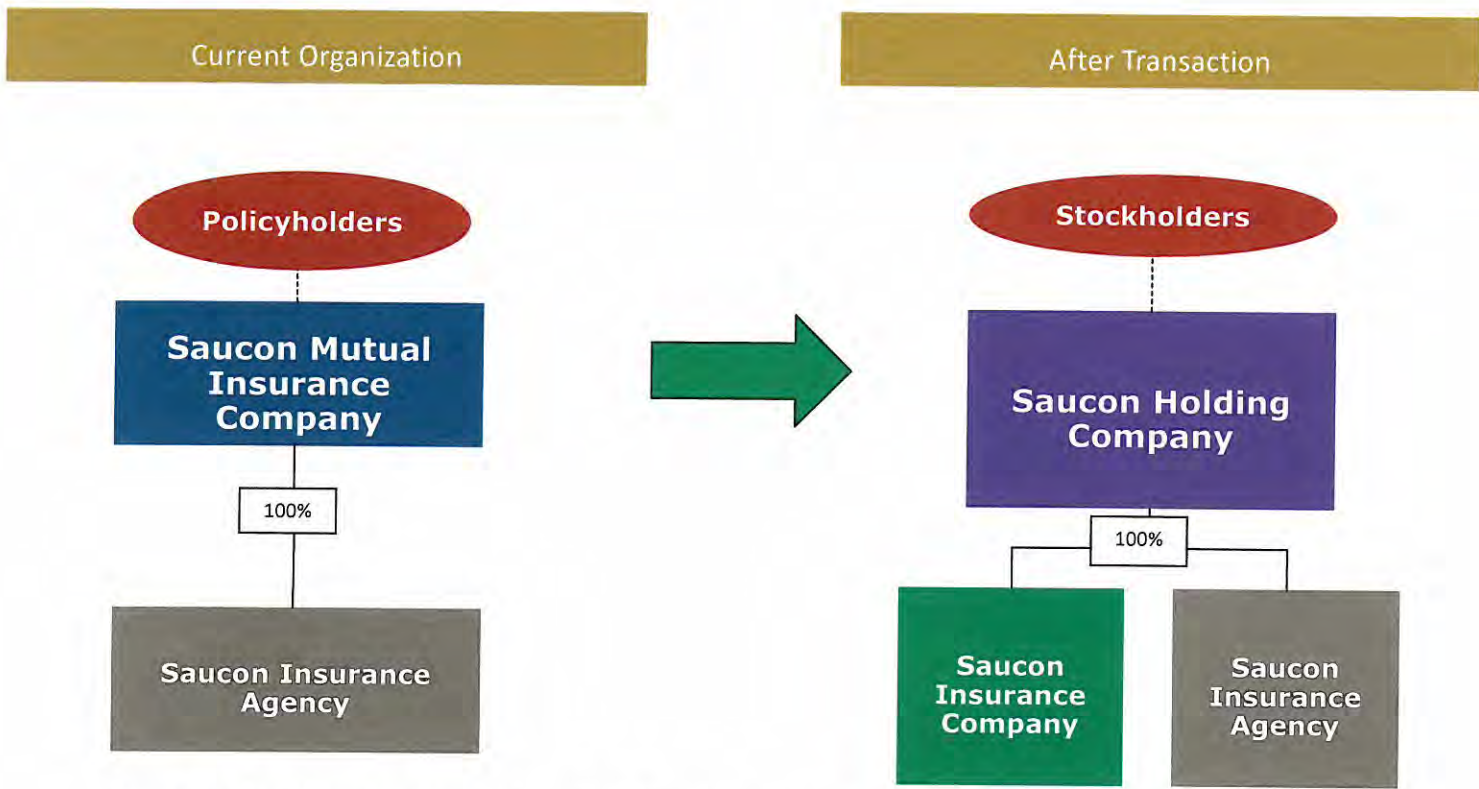 Current Organization
After Transaction
Policyholders
Saucon Mutual
Insurance
Company
100%
Saucon Insurance
Agency
Stockholders
Saucon Holding
Company
100%
Saucon
Insurance
Company
Saucon
Insurance
Agency